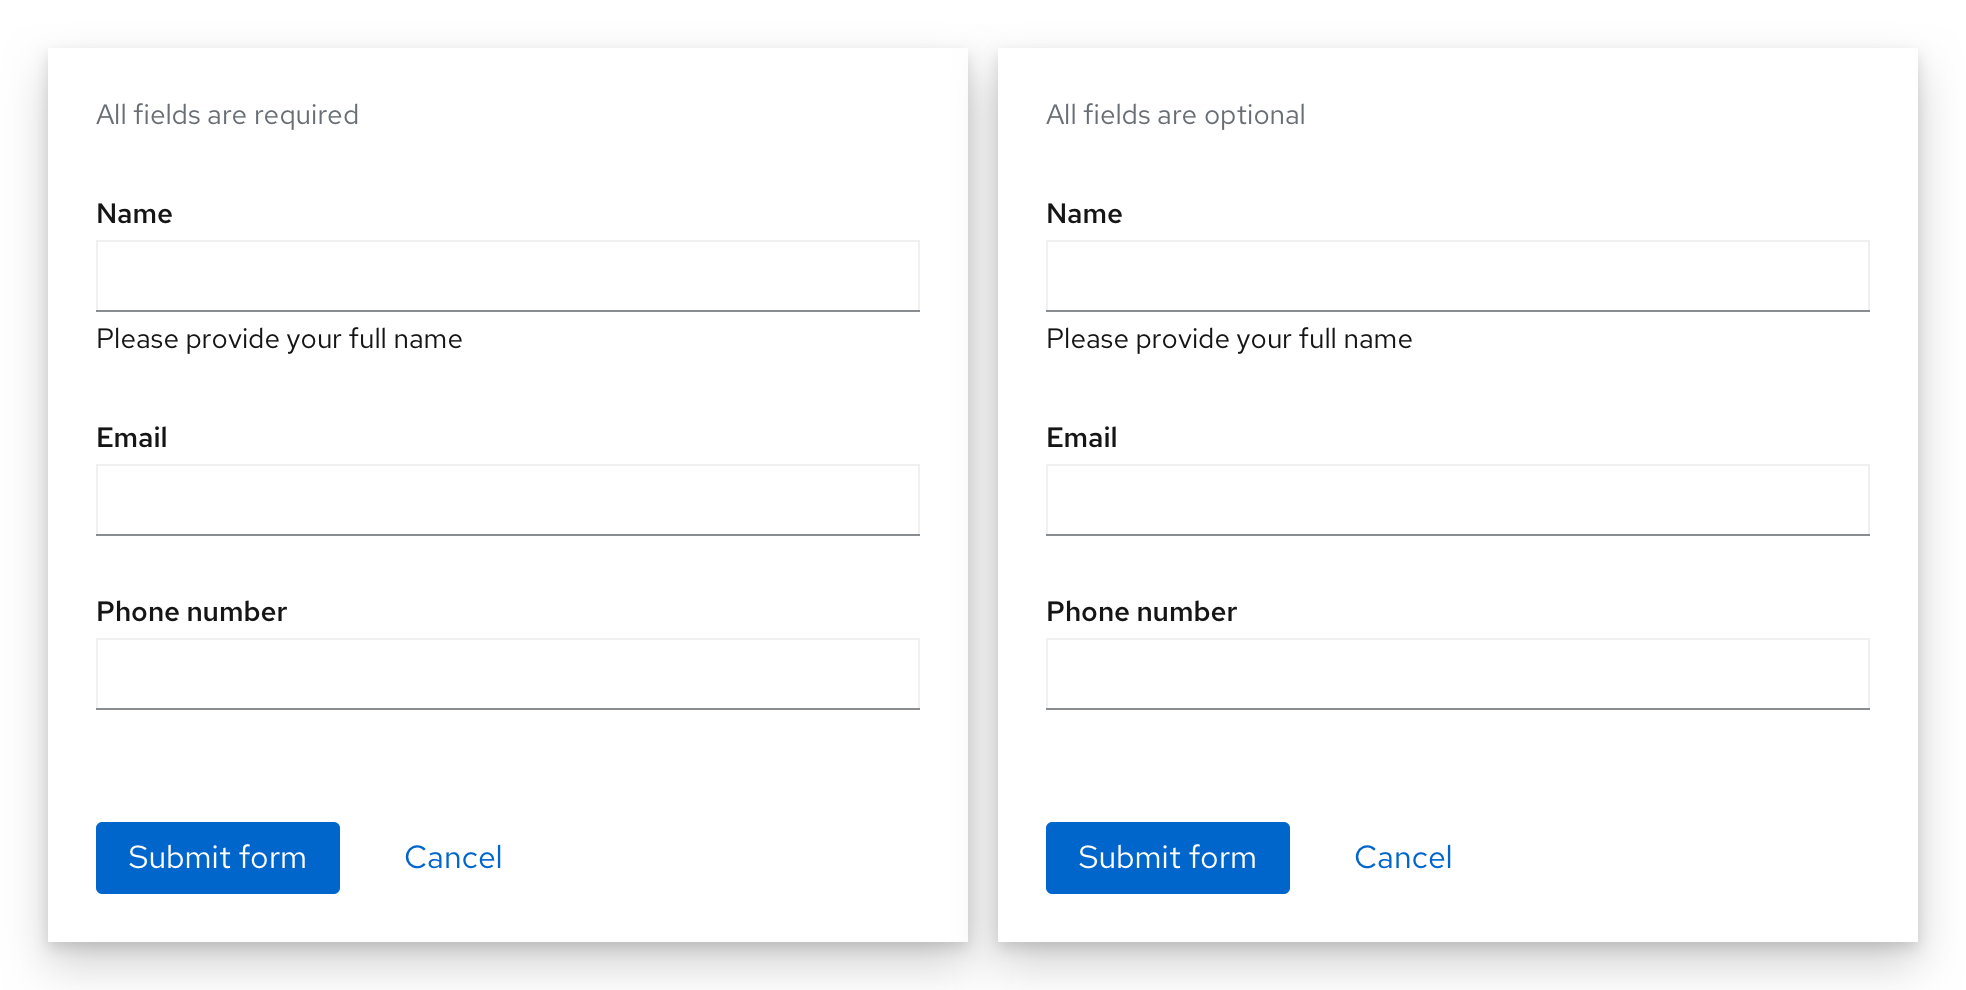 All fields are required
Name
Please provide your full name
Email
Phone number
Submit form
Cancel
All fields are optional
Name
Please provide your full name
Email
Phone number
Submit form
Cancel